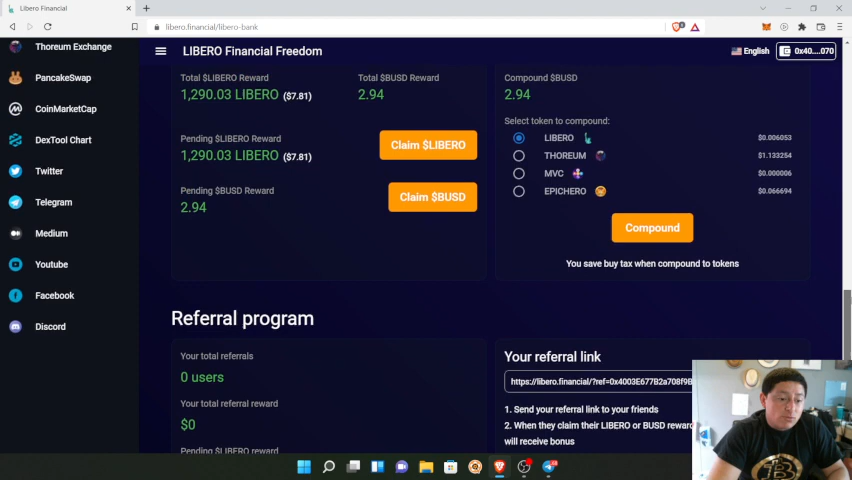 Libero Financial
libero.financial/libero-bank
Thoreum Exchange
PancakeSwap
CoinMarketCap
DexTool Chart
Twitter
Telegram
Medium
Youtube
Facebook
Discord
LIBERO Financial Freedom
English
0x40....070
Total $LIBERO Reward
1,290.03 LIBERO ($7.81)
Total $BUSD Reward
2.94
Pending $LIBERO Reward
1,290.03 LIBERO ($7.81)
Claim $LIBERO
Pending $BUSD Reward
2.94
Claim $BUSD
Compound $BUSD
2.94
Select token to compound:
LIBERO $0.006053
THOREUM $1.133254
MVC $0.000006
EPICHERO $0.066694
Compound
You save buy tax when compound to tokens
Referral program
Your total referrals
0 users
Your total referral reward
$0
Pending $LIBERO reward
Your referral link
https://libero.financial/?ref=0x4003E677B2a708f9B
1. Send your referral link to your friends
2. When they claim their LIBERO or BUSD reward
will receive bonus